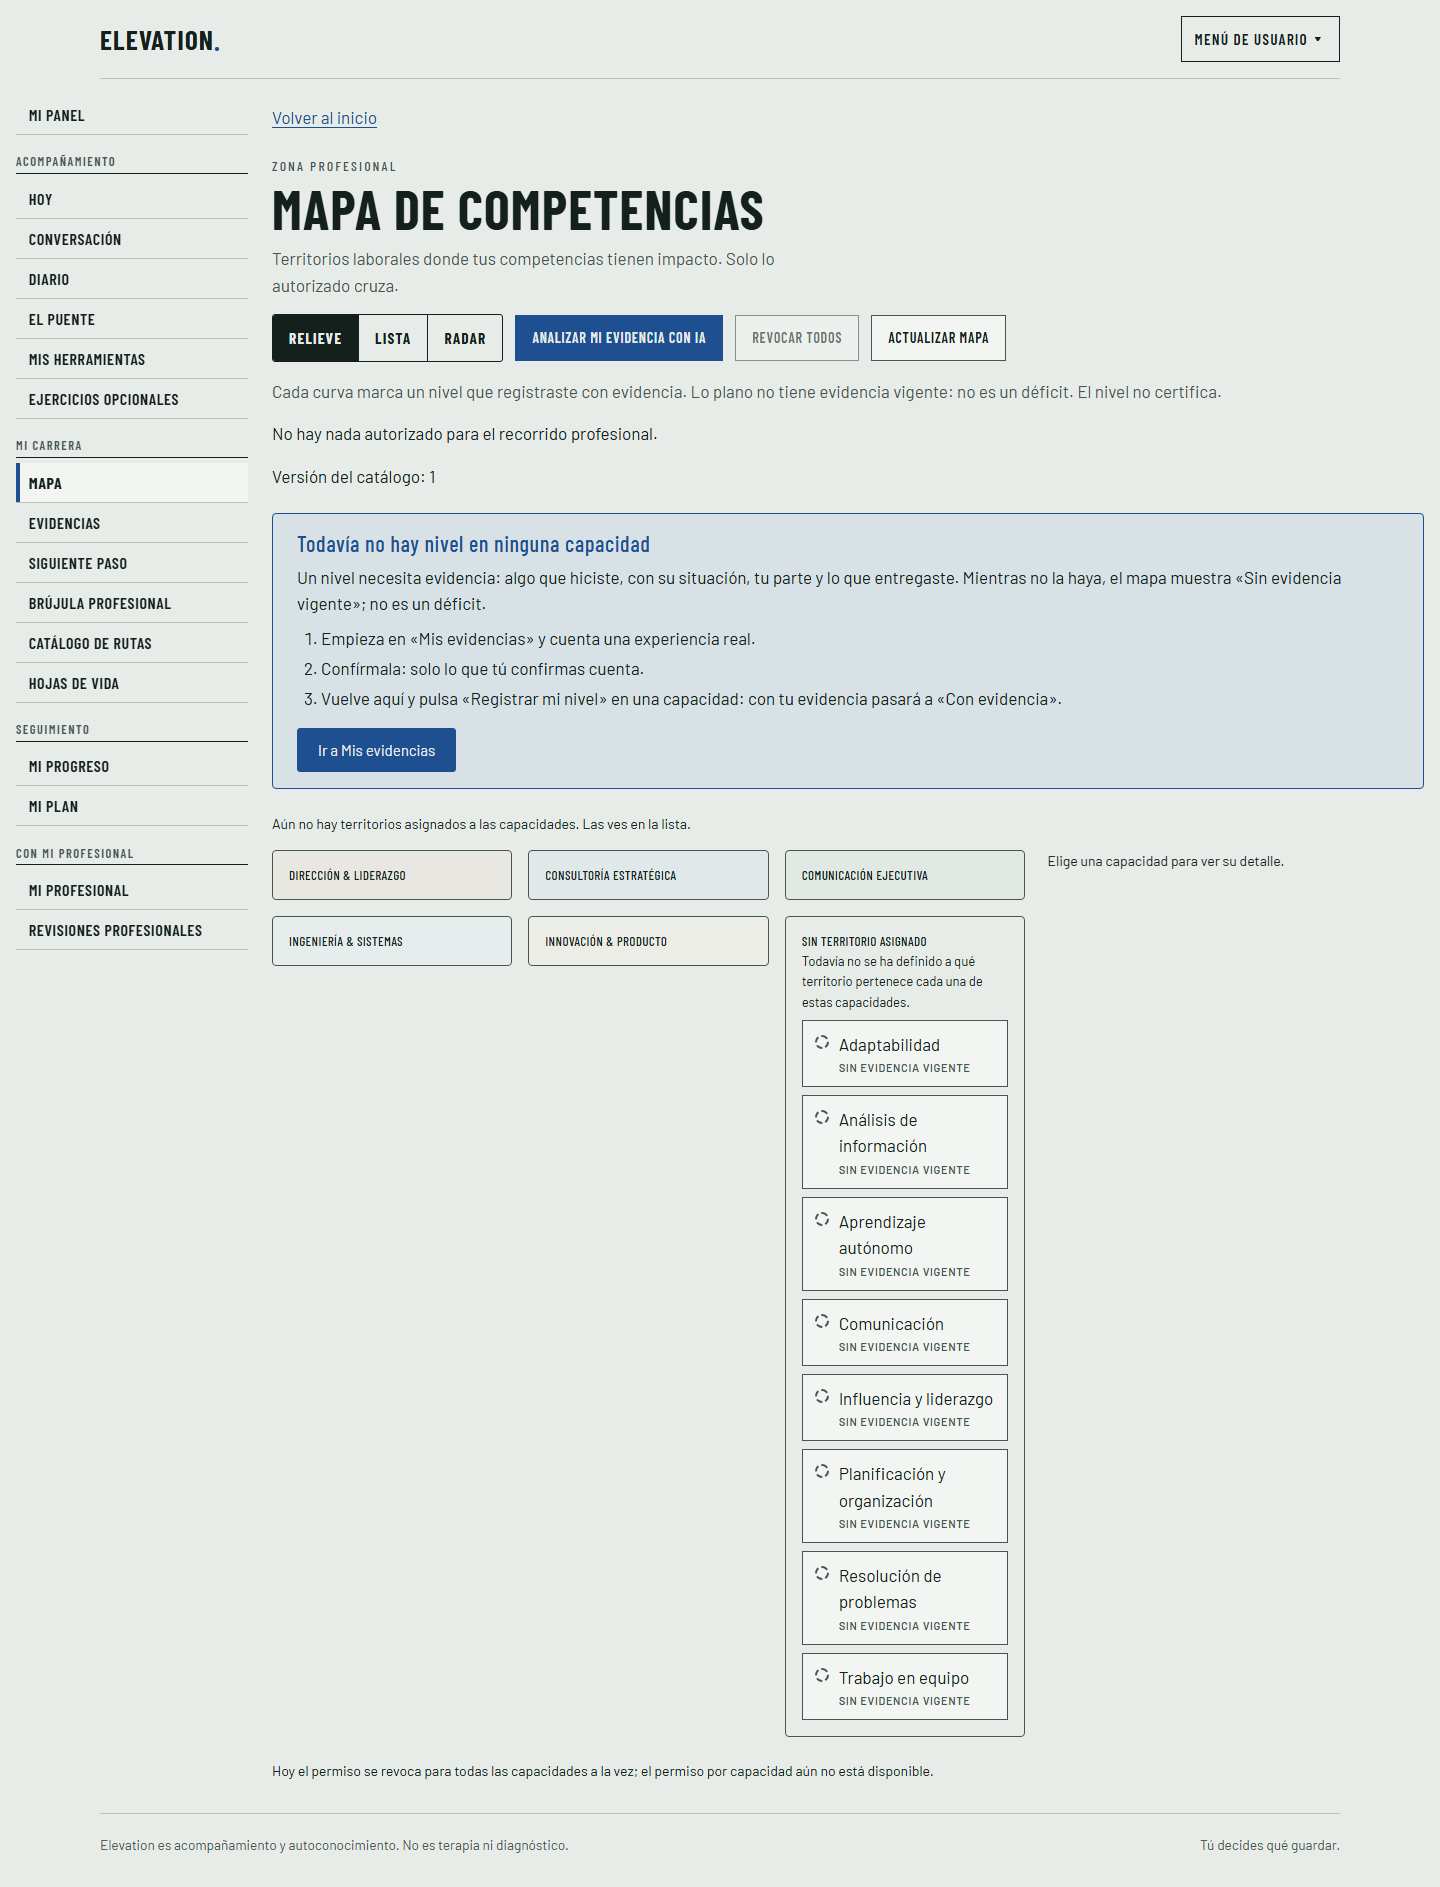 ELEVATION.
MENÚ DE USUARIO
MI PANEL
ACOMPAÑAMIENTO
HOY
CONVERSACIÓN
DIARIO
EL PUENTE
MIS HERRAMIENTAS
EJERCICIOS OPCIONALES
MI CARRERA
MAPA
EVIDENCIAS
SIGUIENTE PASO
BRÚJULA PROFESIONAL
CATÁLOGO DE RUTAS
HOJAS DE VIDA
SEGUIMIENTO
MI PROGRESO
MI PLAN
CON MI PROFESIONAL
MI PROFESIONAL
REVISIONES PROFESIONALES
Volver al inicio
ZONA PROFESIONAL
MAPA DE COMPETENCIAS
Territorios laborales donde tus competencias tienen impacto. Solo lo
autorizado cruza.
RELIEVE
LISTA
RADAR
ANALIZAR MI EVIDENCIA CON IA
REVOCAR TODOS
ACTUALIZAR MAPA
Cada curva marca un nivel que registraste con evidencia. Lo plano no tiene evidencia vigente: no es un déficit. El nivel no certifica.
No hay nada autorizado para el recorrido profesional.
Versión del catálogo: 1
Todavía no hay nivel en ninguna capacidad
Un nivel necesita evidencia: algo que hiciste, con su situación, tu parte y lo que entregaste. Mientras no la haya, el mapa muestra «Sin evidencia
vigente»; no es un déficit.
1. Empieza en «Mis evidencias» y cuenta una experiencia real.
2. Confírmala: solo lo que tú confirmas cuenta.
3. Vuelve aquí y pulsa «Registrar mi nivel» en una capacidad: con tu evidencia pasará a «Con evidencia».
Ir a Mis evidencias
Aún no hay territorios asignados a las capacidades. Las ves en la lista.
DIRECCIÓN & LIDERAZGO
CONSULTORÍA ESTRATÉGICA
COMUNICACIÓN EJECUTIVA
Elige una capacidad para ver su detalle.
INGENIERÍA & SISTEMAS
INNOVACIÓN & PRODUCTO
SIN TERRITORIO ASIGNADO
Todavía no se ha definido a qué
territorio pertenece cada una de
estas capacidades.
Adaptabilidad
SIN EVIDENCIA VIGENTE
Análisis de
información
SIN EVIDENCIA VIGENTE
Aprendizaje
autónomo
SIN EVIDENCIA VIGENTE
Comunicación
SIN EVIDENCIA VIGENTE
Influencia y liderazgo
SIN EVIDENCIA VIGENTE
Planificación y
organización
SIN EVIDENCIA VIGENTE
Resolución de
problemas
SIN EVIDENCIA VIGENTE
Trabajo en equipo
SIN EVIDENCIA VIGENTE
Hoy el permiso se revoca para todas las capacidades a la vez; el permiso por capacidad aún no está disponible.
Elevation es acompañamiento y autoconocimiento. No es terapia ni diagnóstico.
Tú decides qué guardar.